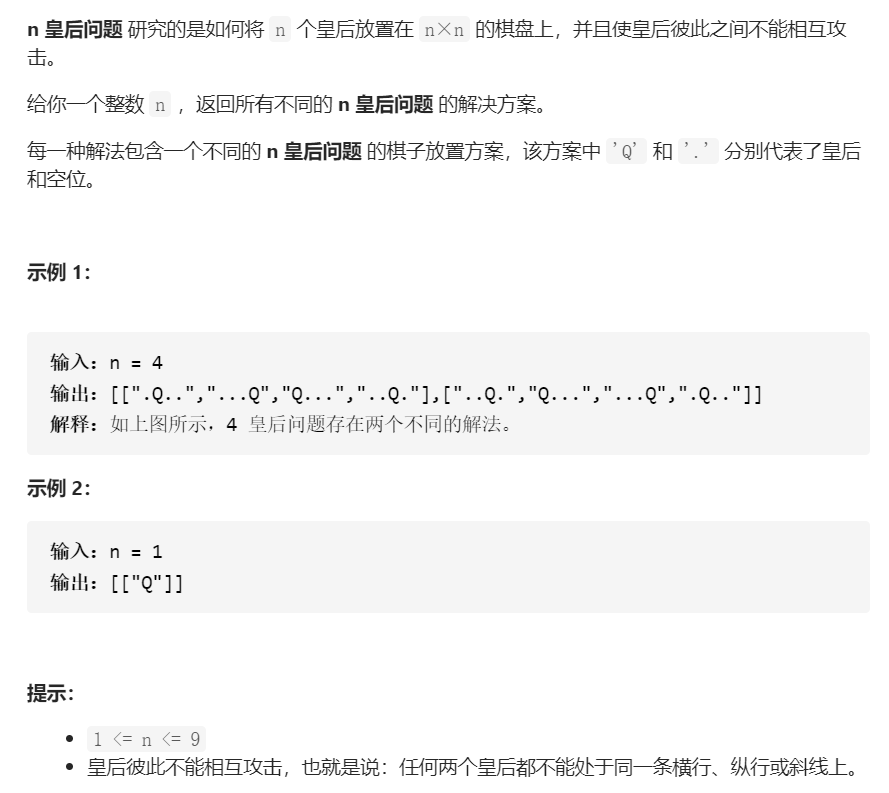 n 皇后问题 研究的是如何将 n 个皇后放置在 n×n 的棋盘上，并且使皇后彼此之间不能相互攻
击。
给你一个整数 n ，返回所有不同的 n 皇后问题 的解决方案。
每一种解法包含一个不同的 n 皇后问题 的棋子放置方案，该方案中 'Q' 和 '.' 分别代表了皇后
和空位。
示例 1：
输入：n = 4
输出：[[".Q..","...Q","Q...","..Q."],["..Q.","Q...","...Q",".Q.."]]
解释：如上图所示，4 皇后问题存在两个不同的解法。
示例 2：
输入：n = 1
输出：[["Q"]]
提示：
• 1 <= n <= 9
• 皇后彼此不能相互攻击，也就是说：任何两个皇后都不能处于同一条横行、纵行或斜线上。